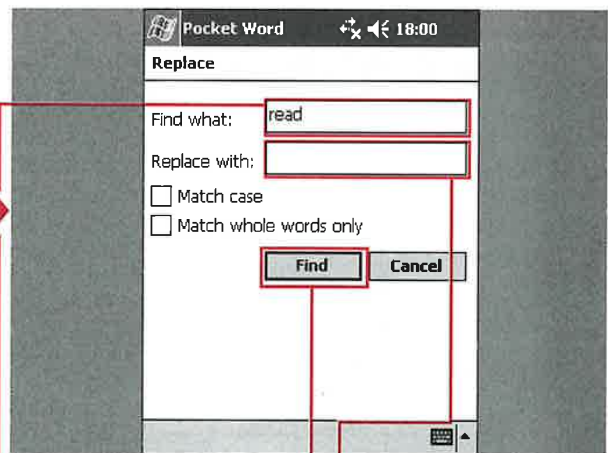 Pocket Word 18:00
Replace
Find what: read
Replace with:
Match case
Match whole words only
Find Cancel